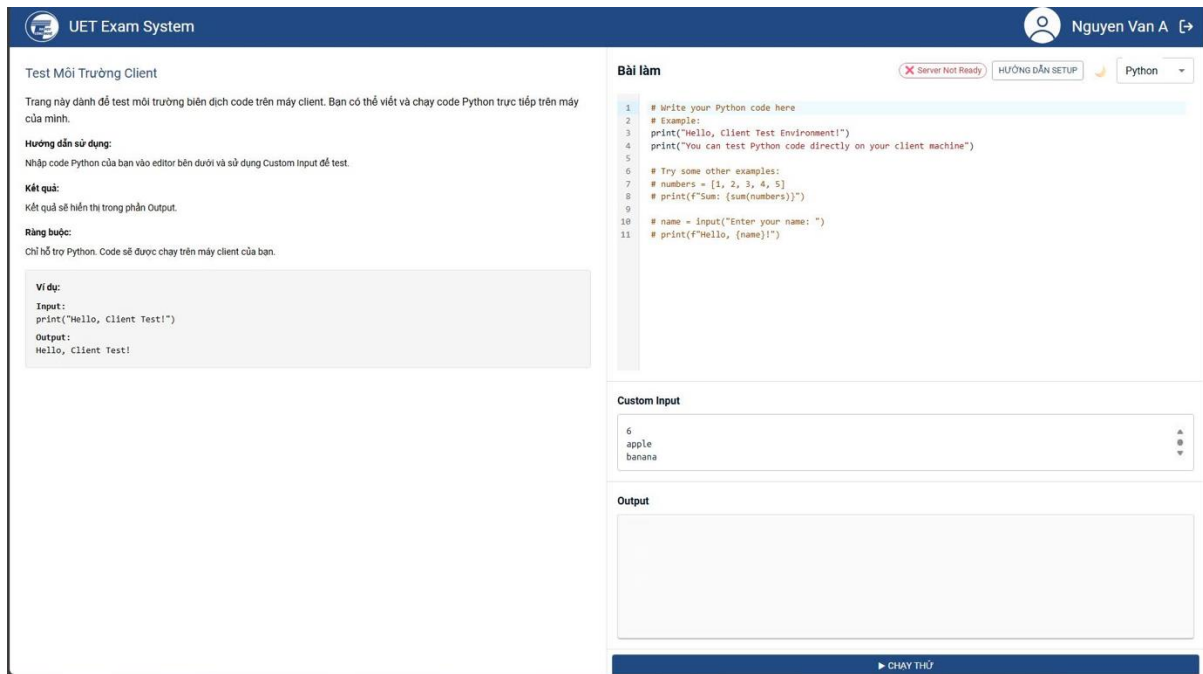 UET Exam System
Nguyen Van A
Test Môi Trường Client
Trang này dành để test môi trường biên dịch code trên máy client. Bạn có thể viết và chạy code Python trực tiếp trên máy
của mình.
Hướng dẫn sử dụng:
Nhập code Python của bạn vào editor bên dưới và sử dụng Custom Input để test.
Kết quả:
Kết quả sẽ hiển thị trong phần Output.
Ràng buộc:
Chỉ hỗ trợ Python. Code sẽ được chạy trên máy client của bạn.
Ví dụ:
Input:
print("Hello, Client Test!")
Output:
Hello, Client Test!
Bài làm
Server Not Ready
HƯỚNG DẪN SETUP
Python
1 # Write your Python code here
2 # Example:
3 print("Hello, Client Test Environment!")
4 print("You can test Python code directly on your client machine")
5
6 # Try some other examples:
7 # numbers = [1, 2, 3, 4, 5]
8 # print(f"Sum: {sum(numbers)}")
9
10 # name = input("Enter your name: ")
11 # print(f"Hello, {name}!")
Custom Input
6
apple
banana
Output
CHẠY THỬ